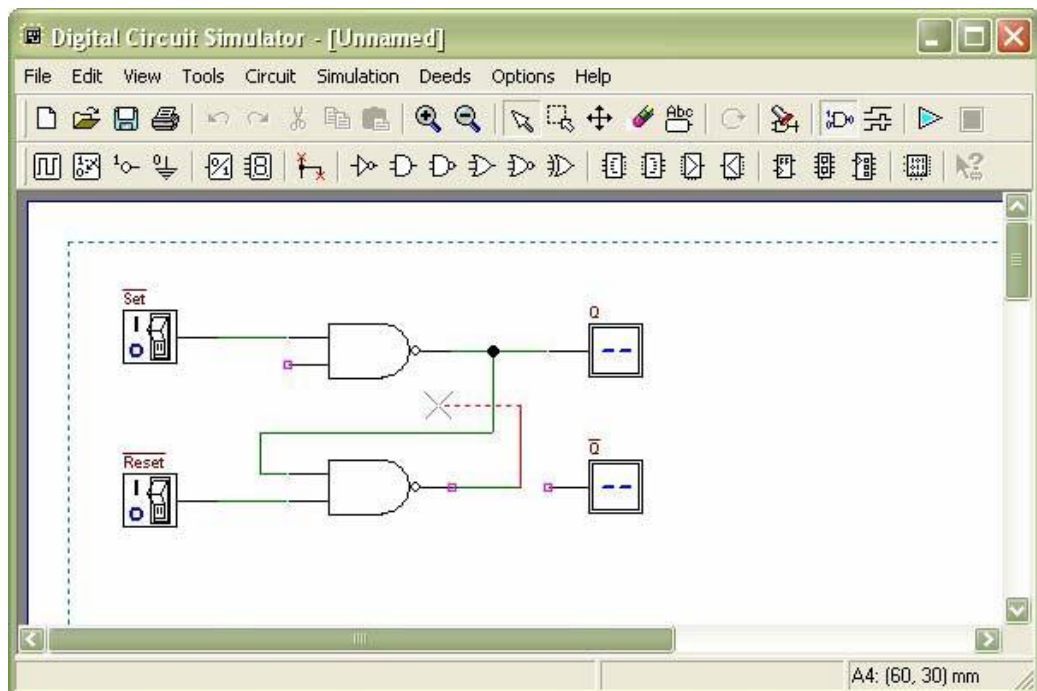 Digital Circuit Simulator - [Unnamed]
File Edit View Tools Circuit Simulation Deeds Options Help
Abc
Set
Q
Reset
Q
A4: (60, 30) mm